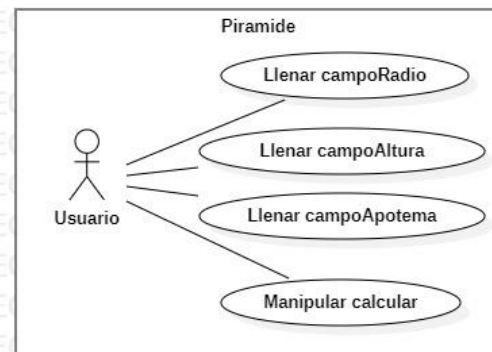 Piramide
Llenar campoRadio
Llenar campoAltura
Usuario
Llenar campoApotema
Manipular calcular